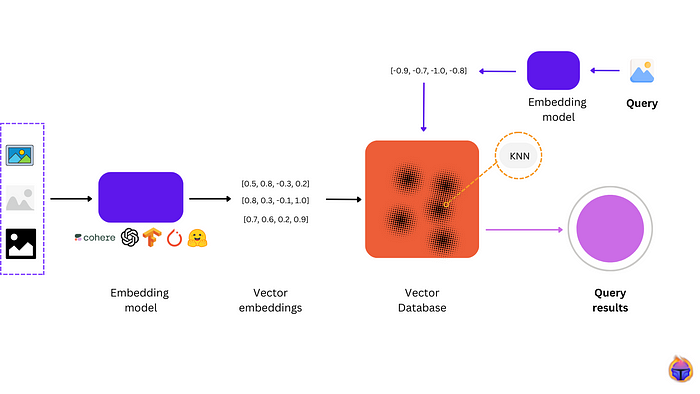 [-0.9, -0.7, -1.0, -0.8]
Embedding
model
Query
KNN
[0.5, 0.8, -0.3, 0.2]
[0.8, 0.3, -0.1, 1.0]
[0.7, 0.6, 0.2, 0.9]
cohere
Embedding
model
Vector
embeddings
Vector
Database
Query
results